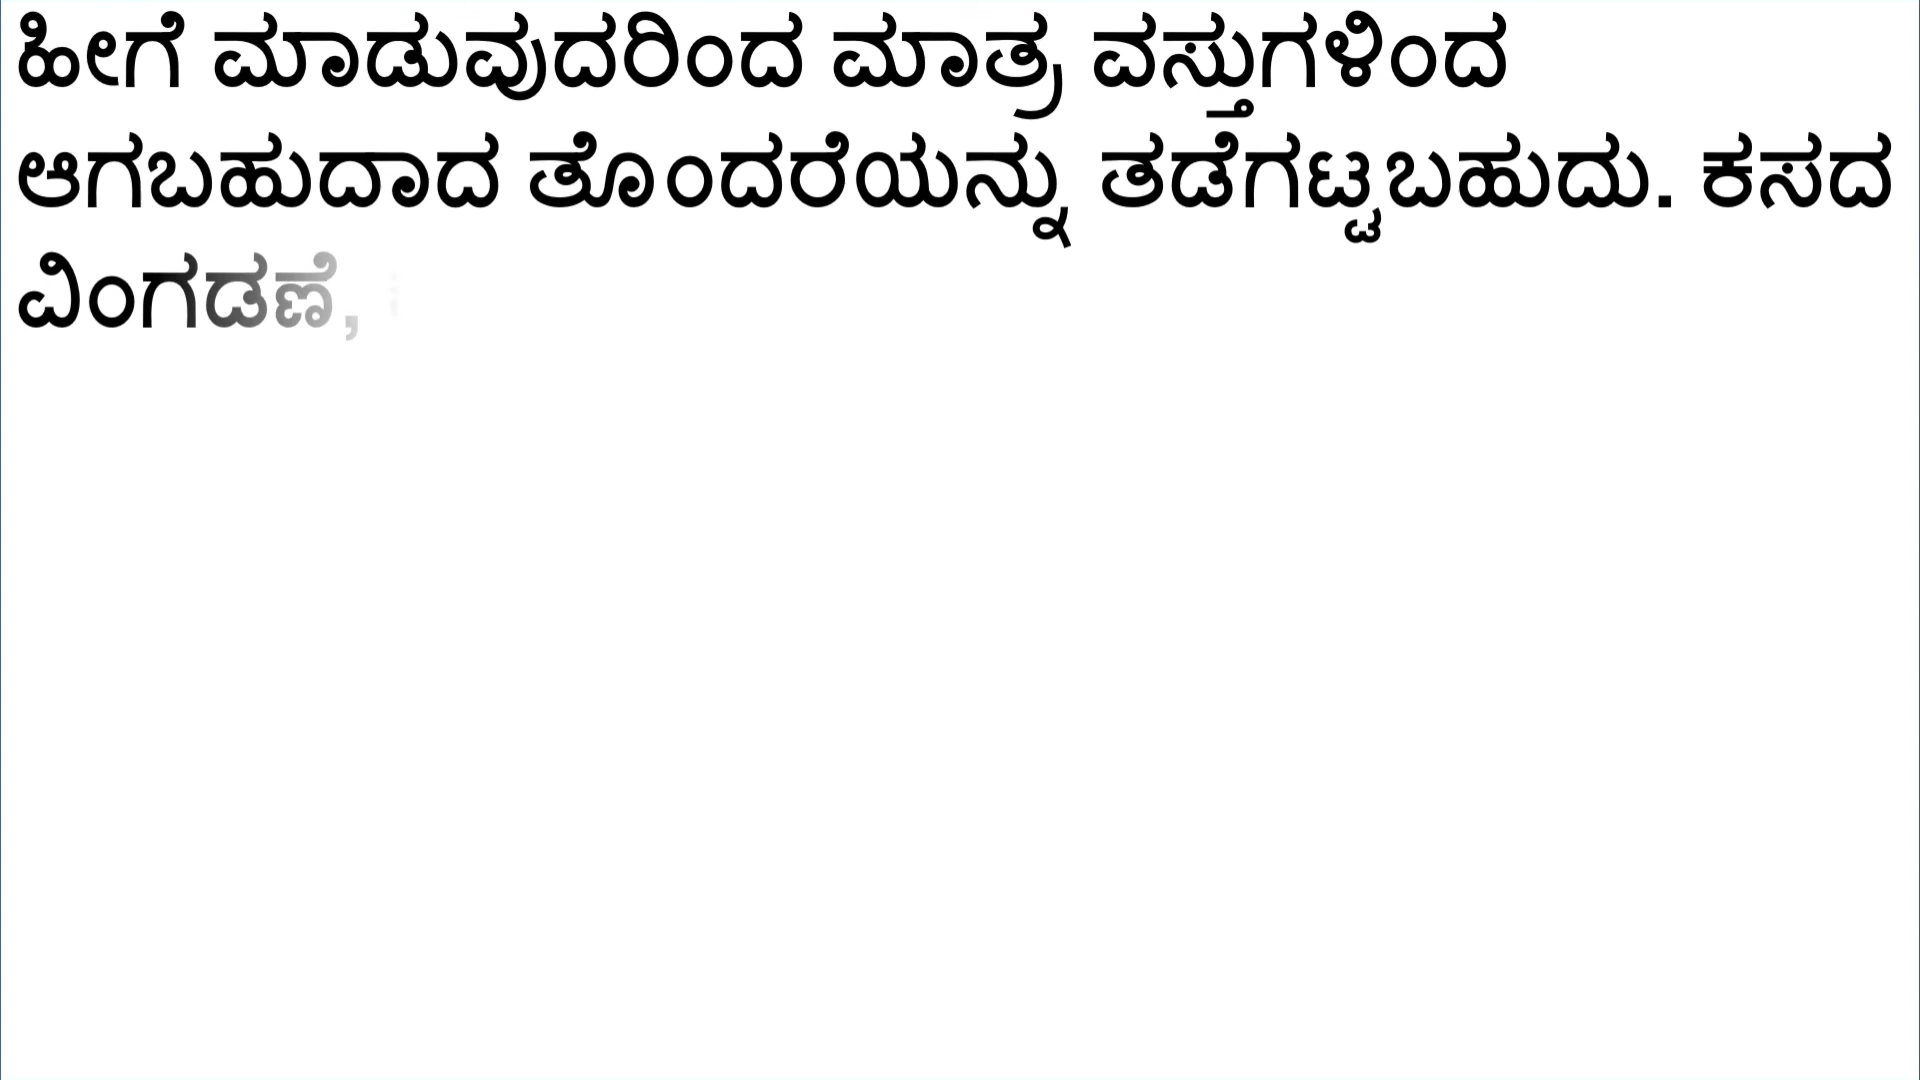 ಹೀಗೆ ಮಾಡುವುದರಿಂದ ಮಾತ್ರ ವಸ್ತುಗಳಿಂದ
ಆಗಬಹುದಾದ ತೊಂದರೆಯನ್ನು ತಡೆಗಟ್ಟಬಹುದು. ಕಸದ
ವಿಂಗಡಣೆ,